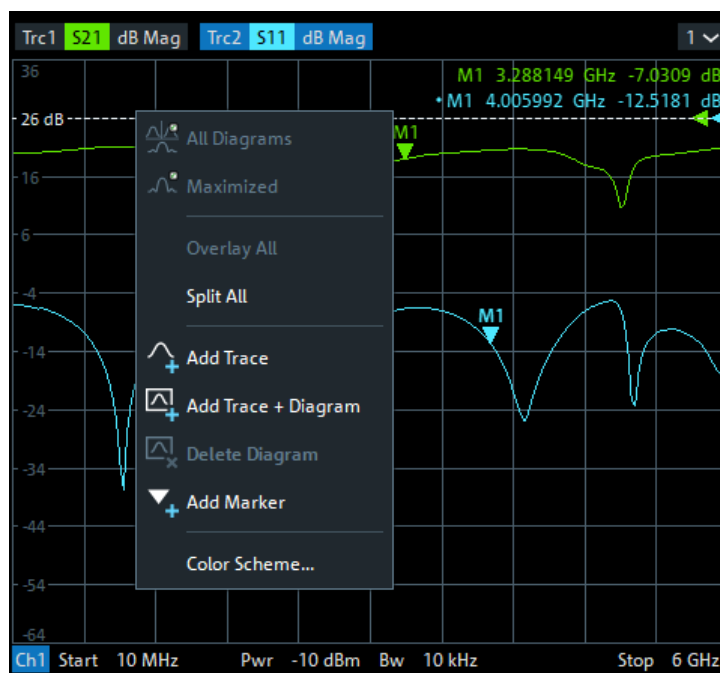 Trc1 S21 dB Mag Trc2 S11 dB Mag 1
36
M1 3.288149 GHz -7.0309 dB
•M1 4.005992 GHz -12.5181 dB
26 dB
M1
All Diagrams
16
Maximized
6
Overlay All
-4
Split All
M1
-14
Add Trace
-24
Add Trace + Diagram
Delete Diagram
-34
Add Marker
-44
Color Scheme...
-54
-64
Ch1 Start 10 MHz Pwr -10 dBm Bw 10 kHz Stop 6 GHz